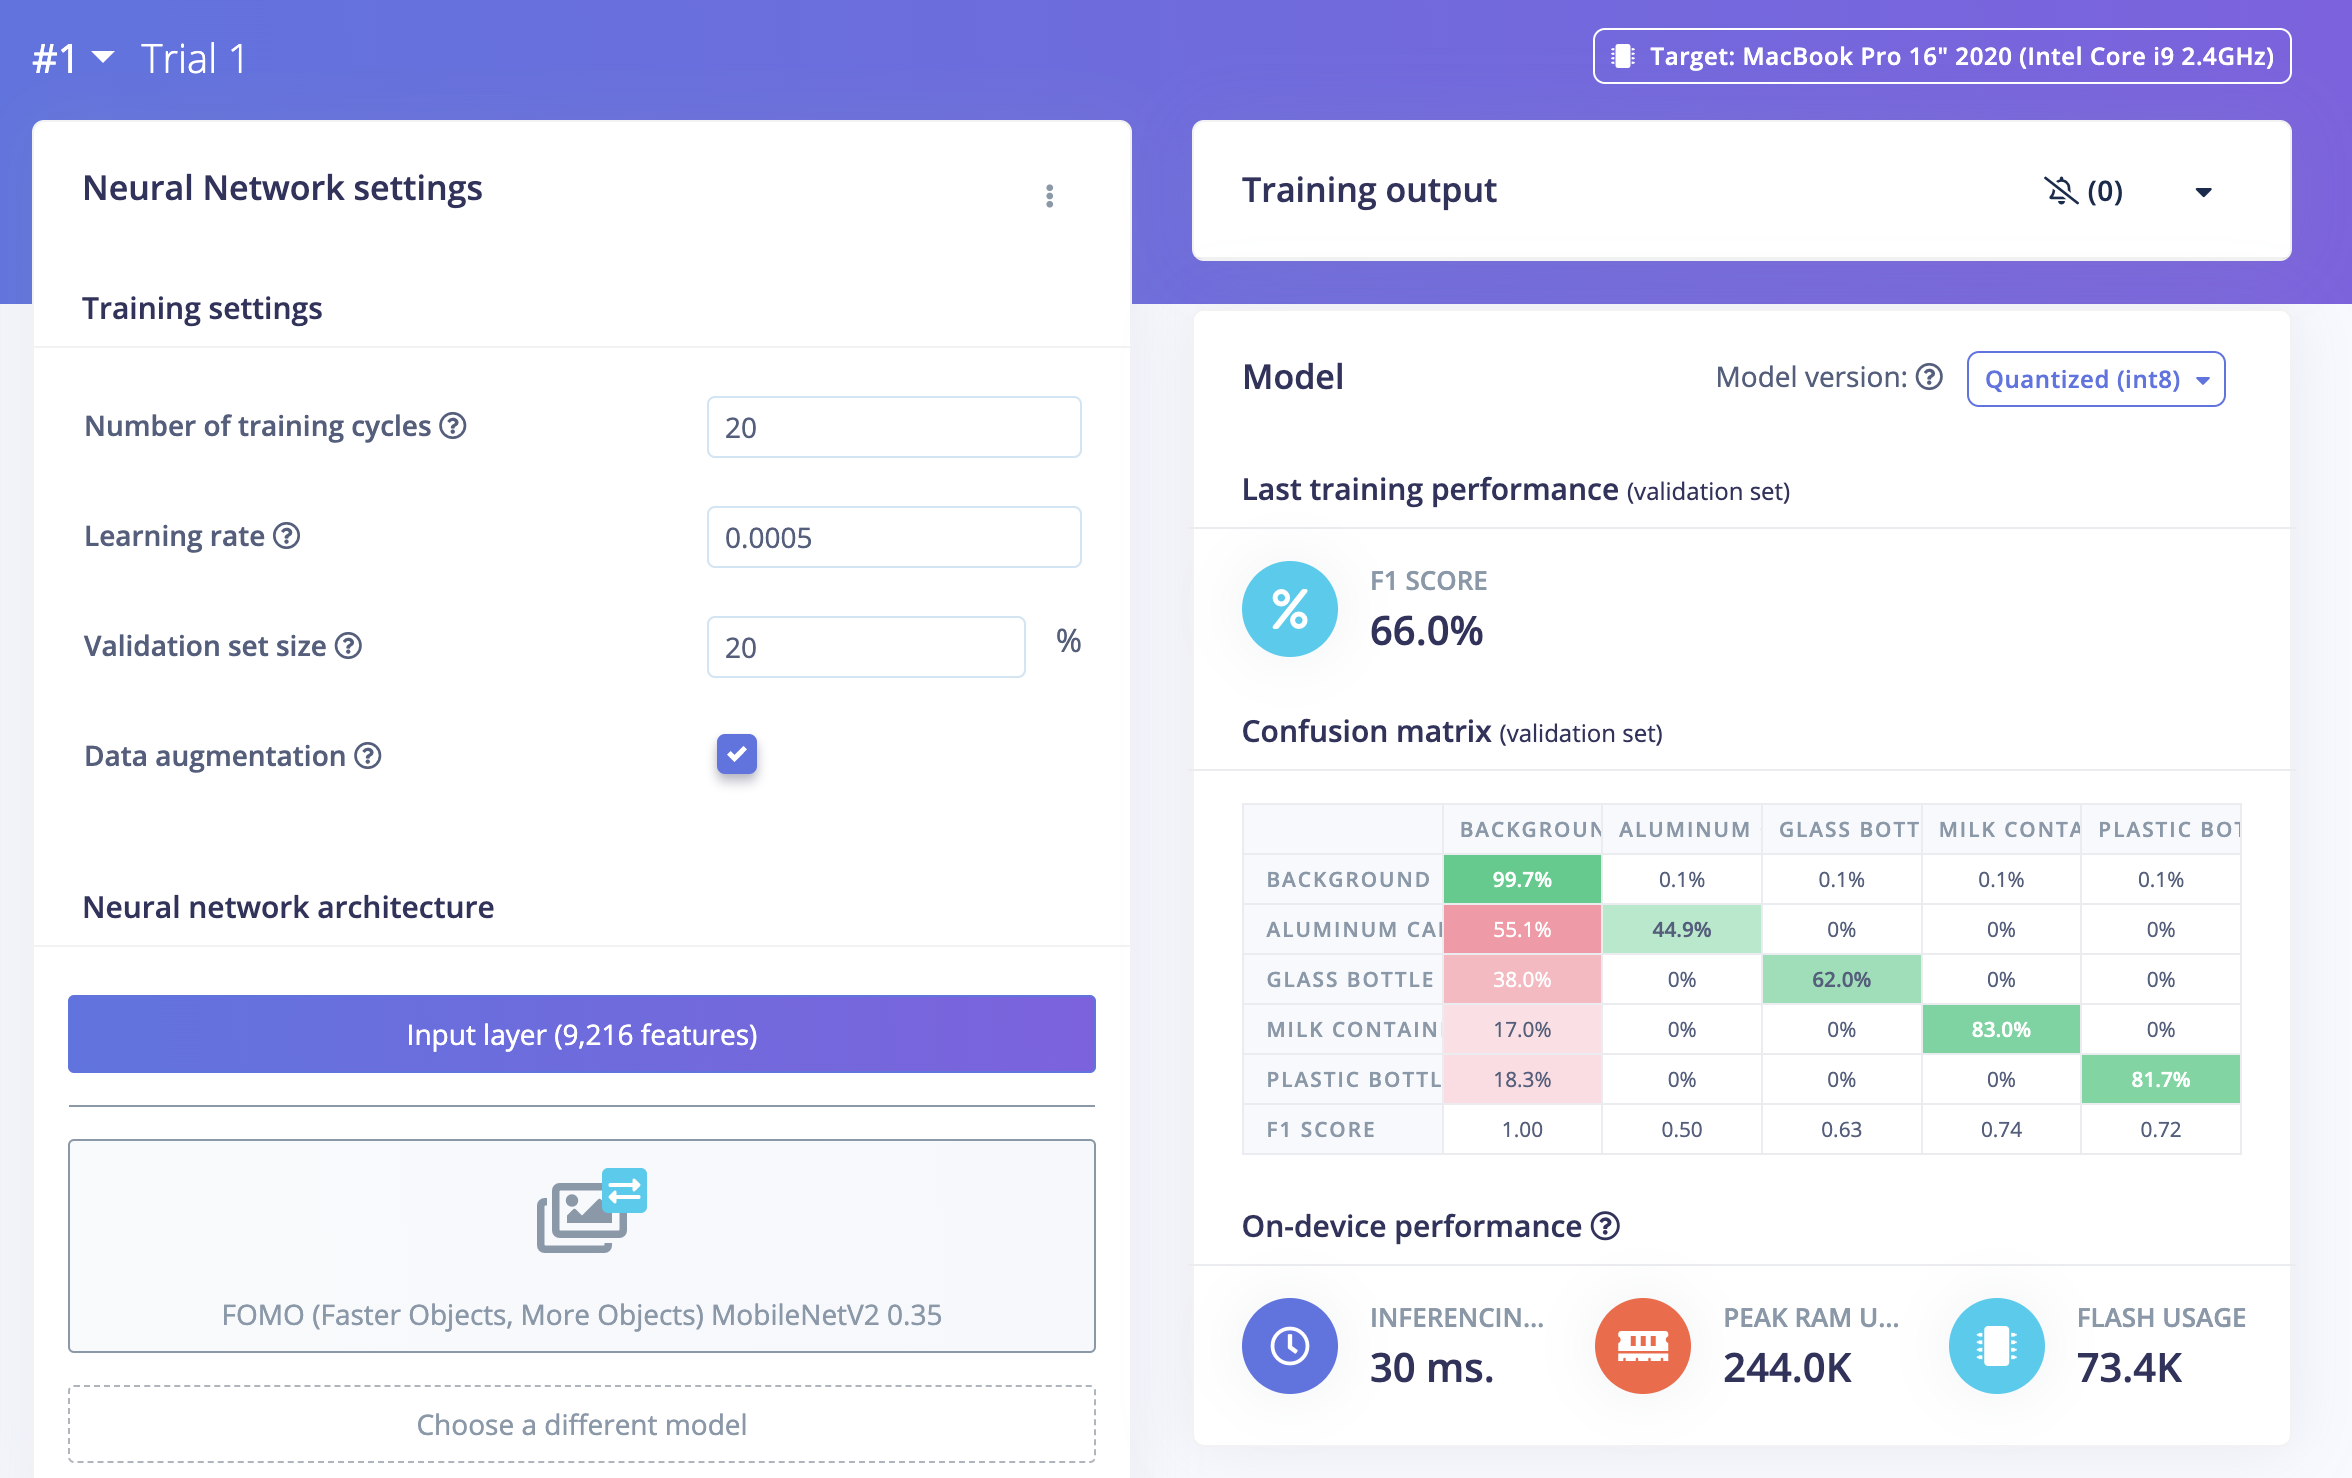 #1 Trial 1
Target: MacBook Pro 16" 2020 (Intel Core i9 2.4GHz)
Neural Network settings
Training settings
Number of training cycles ?
20
Learning rate ?
0.0005
Validation set size ?
20 %
Data augmentation ?
Neural network architecture
Input layer (9,216 features)
FOMO (Faster Objects, More Objects) MobileNetV2 0.35
Choose a different model
Training output (0)
Model Model version: ? Quantized (int8)
Last training performance (validation set)
%
F1 SCORE
66.0%
Confusion matrix (validation set)
BACKGROUN ALUMINUM GLASS BOTT MILK CONTA PLASTIC BOT
BACKGROUND 99.7% 0.1% 0.1% 0.1% 0.1%
ALUMINUM CAN 55.1% 44.9% 0% 0% 0%
GLASS BOTTLE 38.0% 0% 62.0% 0% 0%
MILK CONTAIN 17.0% 0% 0% 83.0% 0%
PLASTIC BOTTL 18.3% 0% 0% 0% 81.7%
F1 SCORE 1.00 0.50 0.63 0.74 0.72
On-device performance ?
INFERENCIN...
30 ms.
PEAK RAM U...
244.0K
FLASH USAGE
73.4K